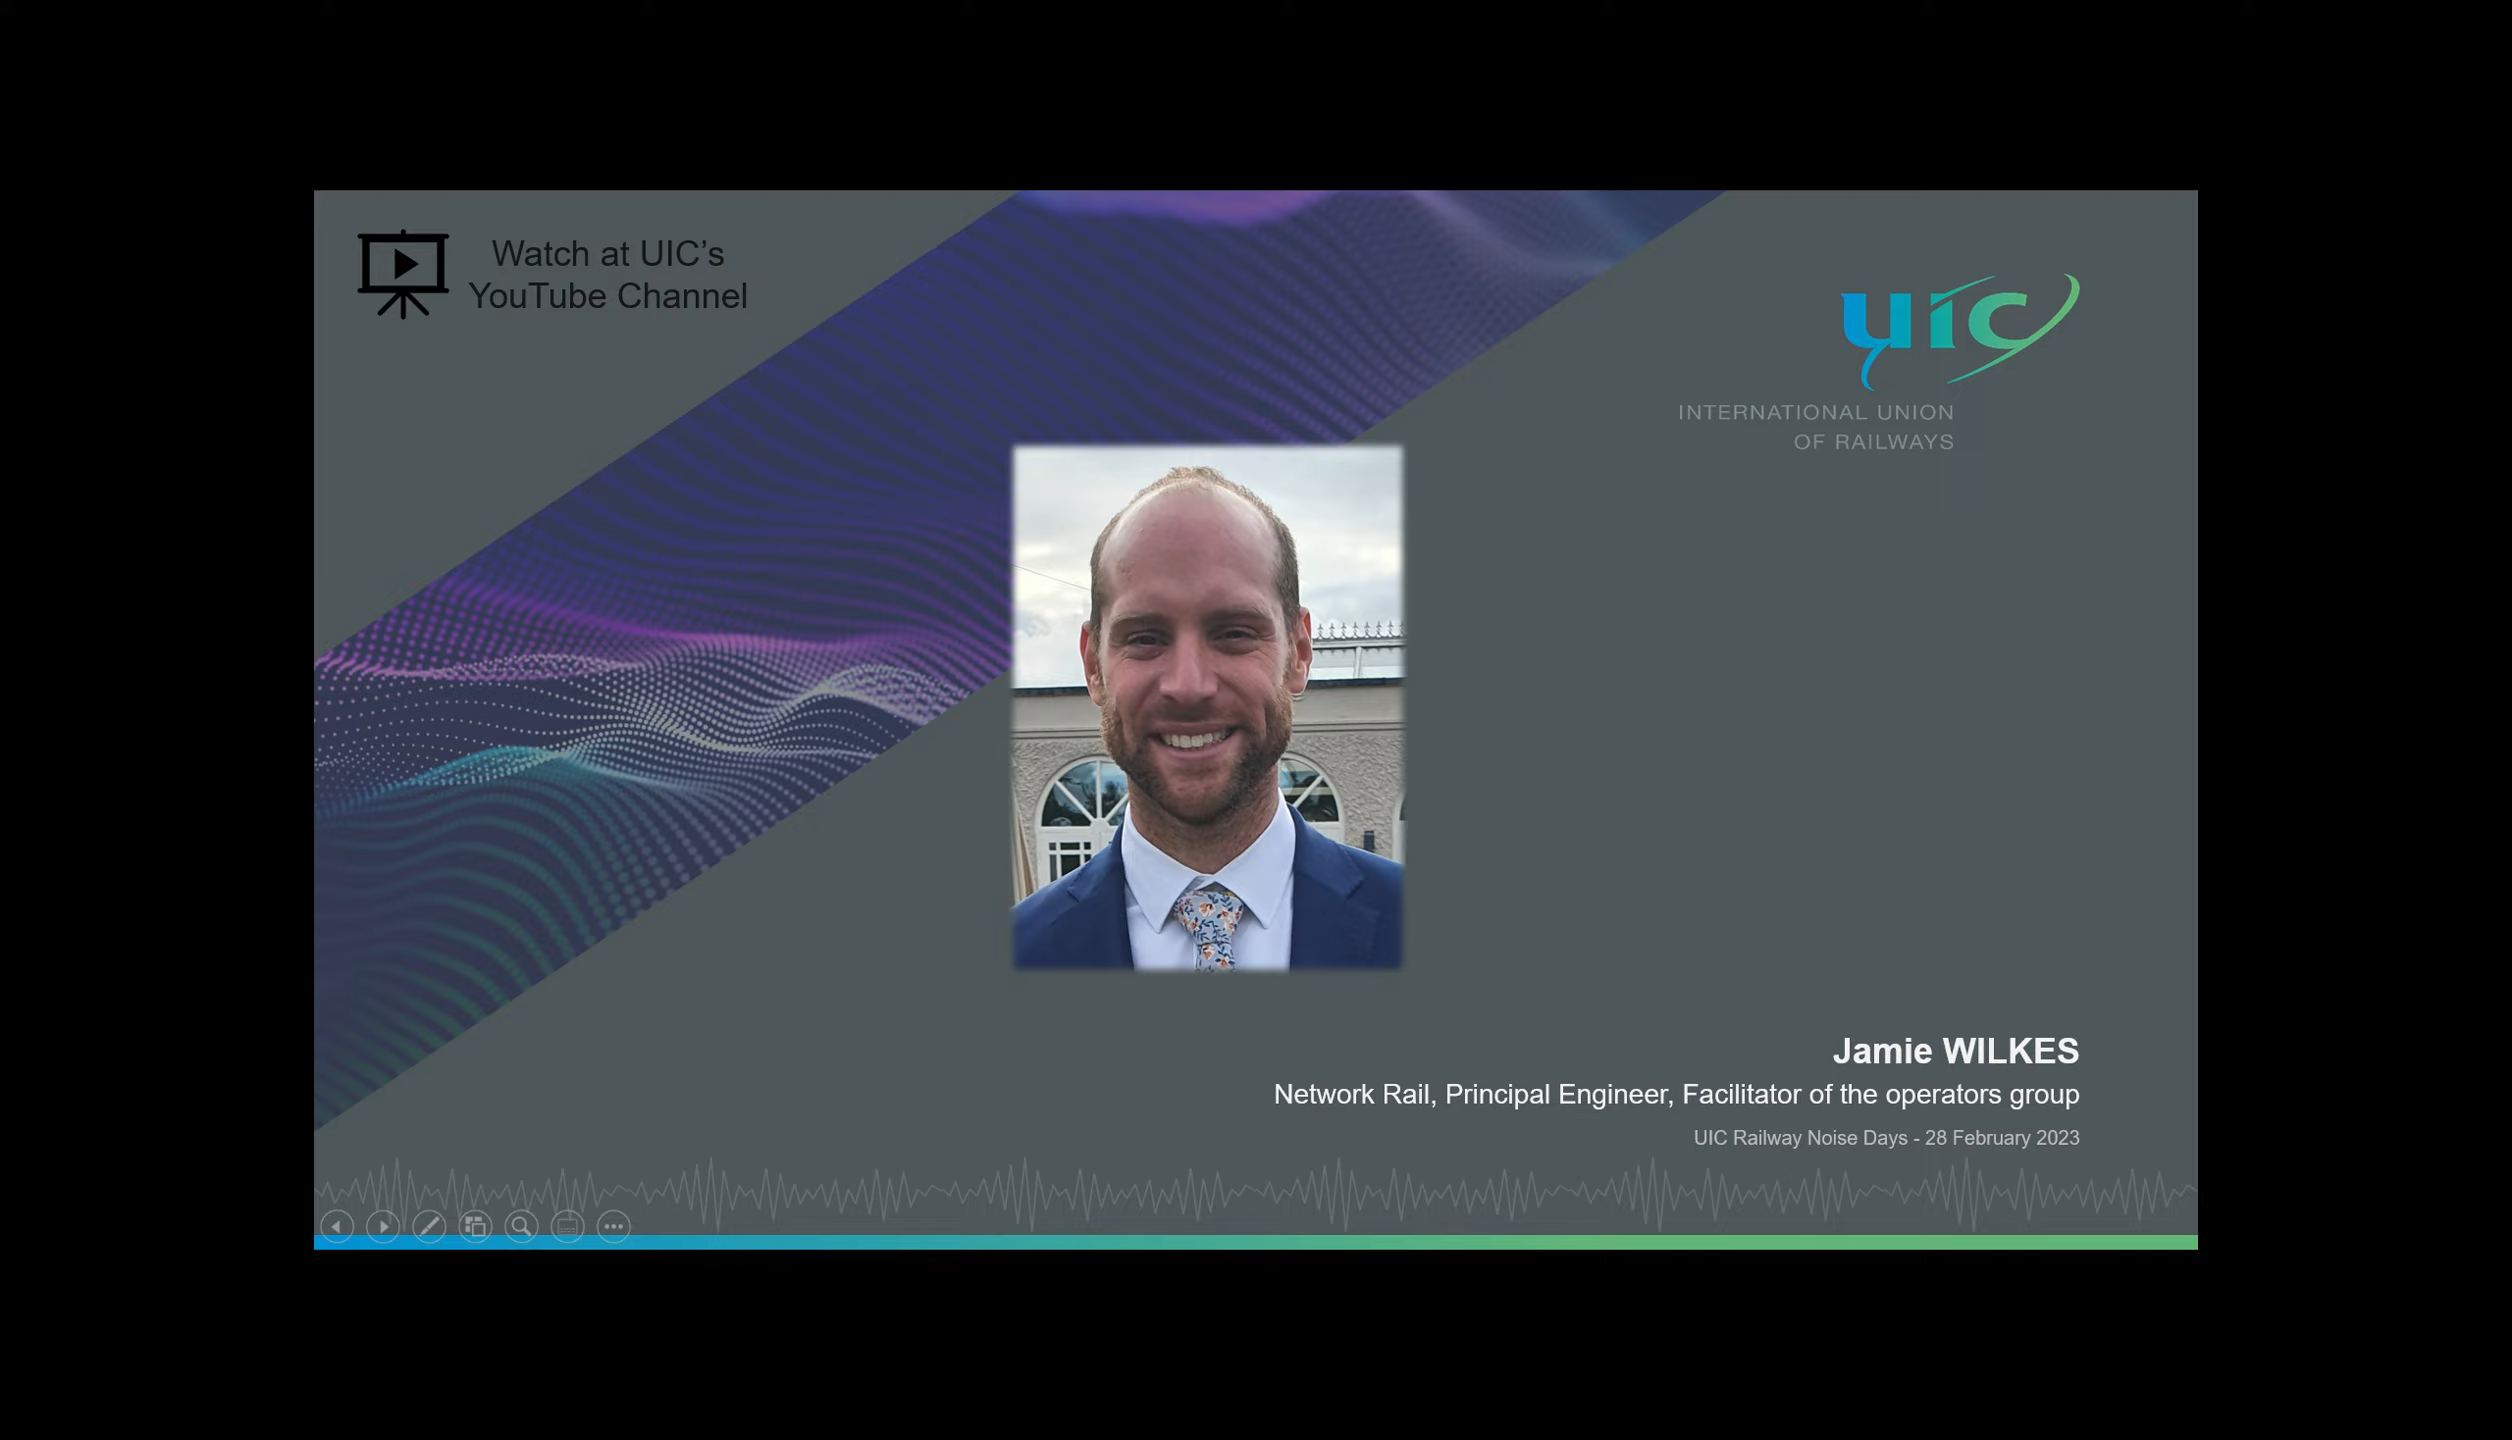 Watch at UIC’s
YouTube Channel
uic
INTERNATIONAL UNION
OF RAILWAYS
Jamie WILKES
Network Rail, Principal Engineer, Facilitator of the operators group
UIC Railway Noise Days - 28 February 2023